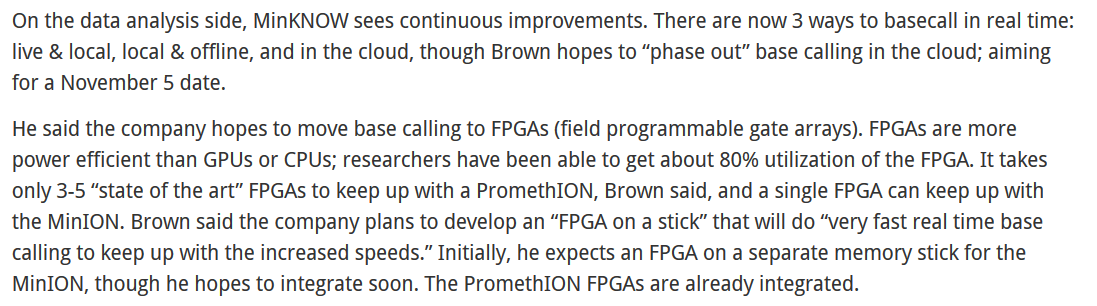 On the data analysis side, MinKNOW sees continuous improvements. There are now 3 ways to basecall in real time:
live & local, local & offline, and in the cloud, though Brown hopes to “phase out” base calling in the cloud; aiming
for a November 5 date.
He said the company hopes to move base calling to FPGAs (field programmable gate arrays). FPGAs are more
power efficient than GPUs or CPUs; researchers have been able to get about 80% utilization of the FPGA. It takes
only 3-5 “state of the art” FPGAs to keep up with a PromethION, Brown said, and a single FPGA can keep up with
the MinION. Brown said the company plans to develop an “FPGA on a stick” that will do “very fast real time base
calling to keep up with the increased speeds.” Initially, he expects an FPGA on a separate memory stick for the
MinION, though he hopes to integrate soon. The PromethION FPGAs are already integrated.